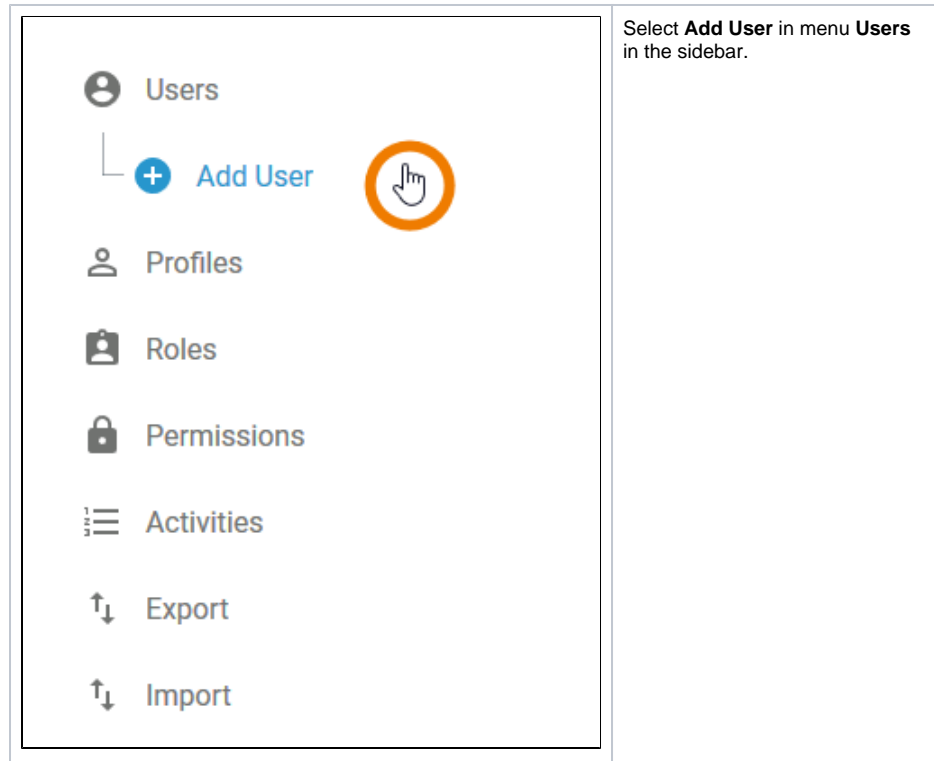 Users
Add User
Profiles
Roles
Permissions
Activities
Export
Import
Select Add User in menu Users
in the sidebar.